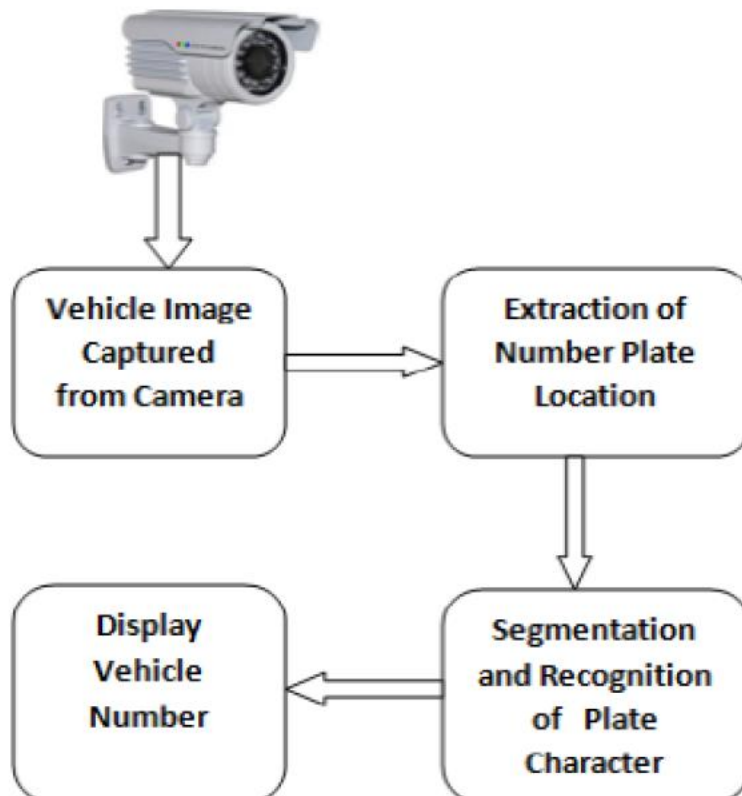 Vehicle Image
Captured
from Camera
Extraction of
Number Plate
Location
Segmentation
and Recognition
of Plate
Character
Display
Vehicle
Number